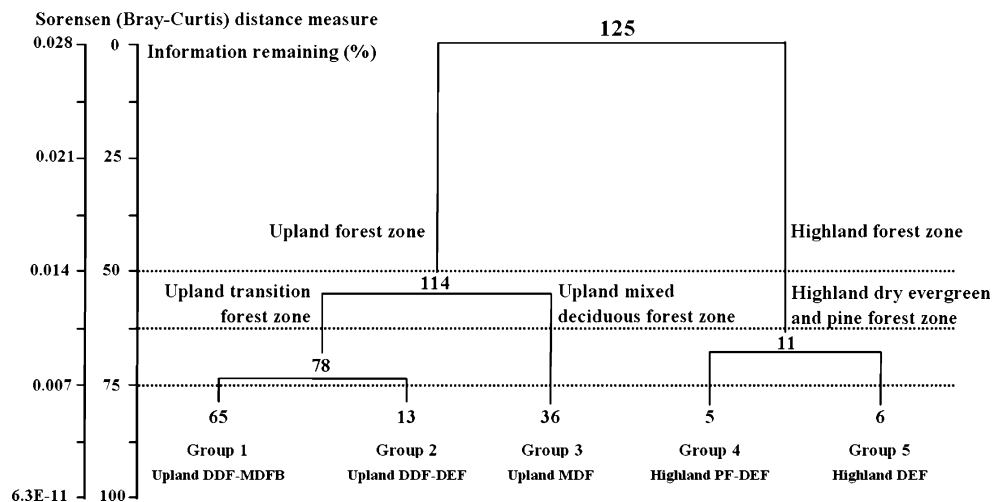 Sorensen (Bray-Curtis) distance measure
125
0.028 0 Information remaining (%)
0.021 25
Upland forest zone Highland forest zone
0.014 50
114
Upland transition forest zone
Upland mixed deciduous forest zone
Highland dry evergreen and pine forest zone
11
78
0.007 75
65 13 36 5 6
Group 1 Group 2 Group 3 Group 4 Group 5
Upland DDF-MDFB Upland DDF-DEF Upland MDF Highland PF-DEF Highland DEF
6.3E-11 100